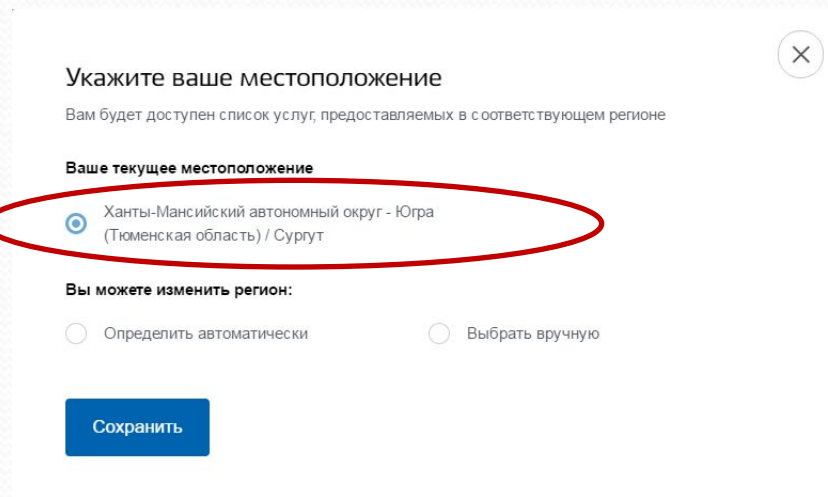 Укажите ваше местоположение
Вам будет доступен список услуг, предоставляемых в соответствующем регионе
Ваше текущее местоположение
Ханты-Мансийский автономный округ - Югра
(Тюменская область) / Сургут
Вы можете изменить регион:
Определить автоматически
Выбрать вручную
Сохранить